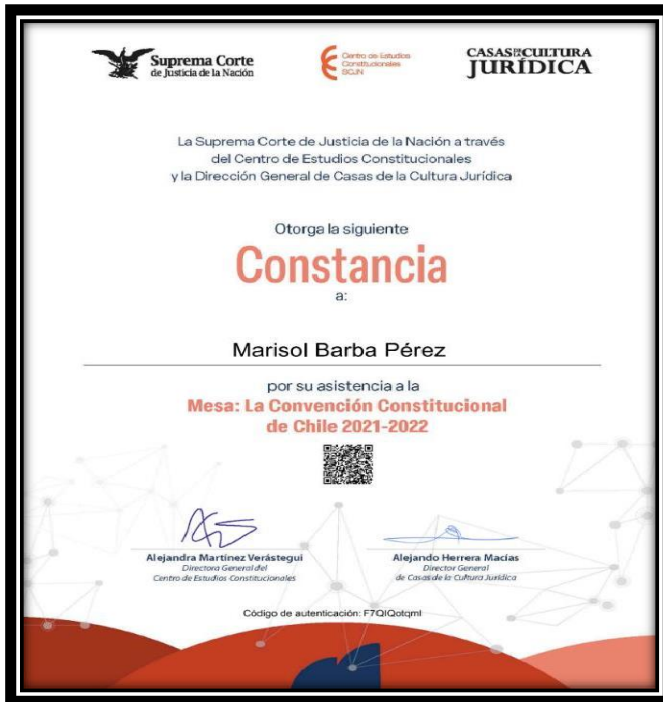 Suprema Corte
de Justicia de la Nación
Centro de Estudios
Constitucionales
SCJN
CASAS DE LA CULTURA
JURÍDICA
La Suprema Corte de Justicia de la Nación a través
del Centro de Estudios Constitucionales
y la Dirección General de Casas de la Cultura Jurídica
Otorga la siguiente
Constancia
a:
Marisol Barba Pérez
por su asistencia a la
Mesa: La Convención Constitucional
de Chile 2021-2022
Alejandra Martínez Verástegui
Directora General del
Centro de Estudios Constitucionales
Alejando Herrera Macías
Director General
de Casas de la Cultura Jurídica
Código de autenticación: F7QIQotqmI